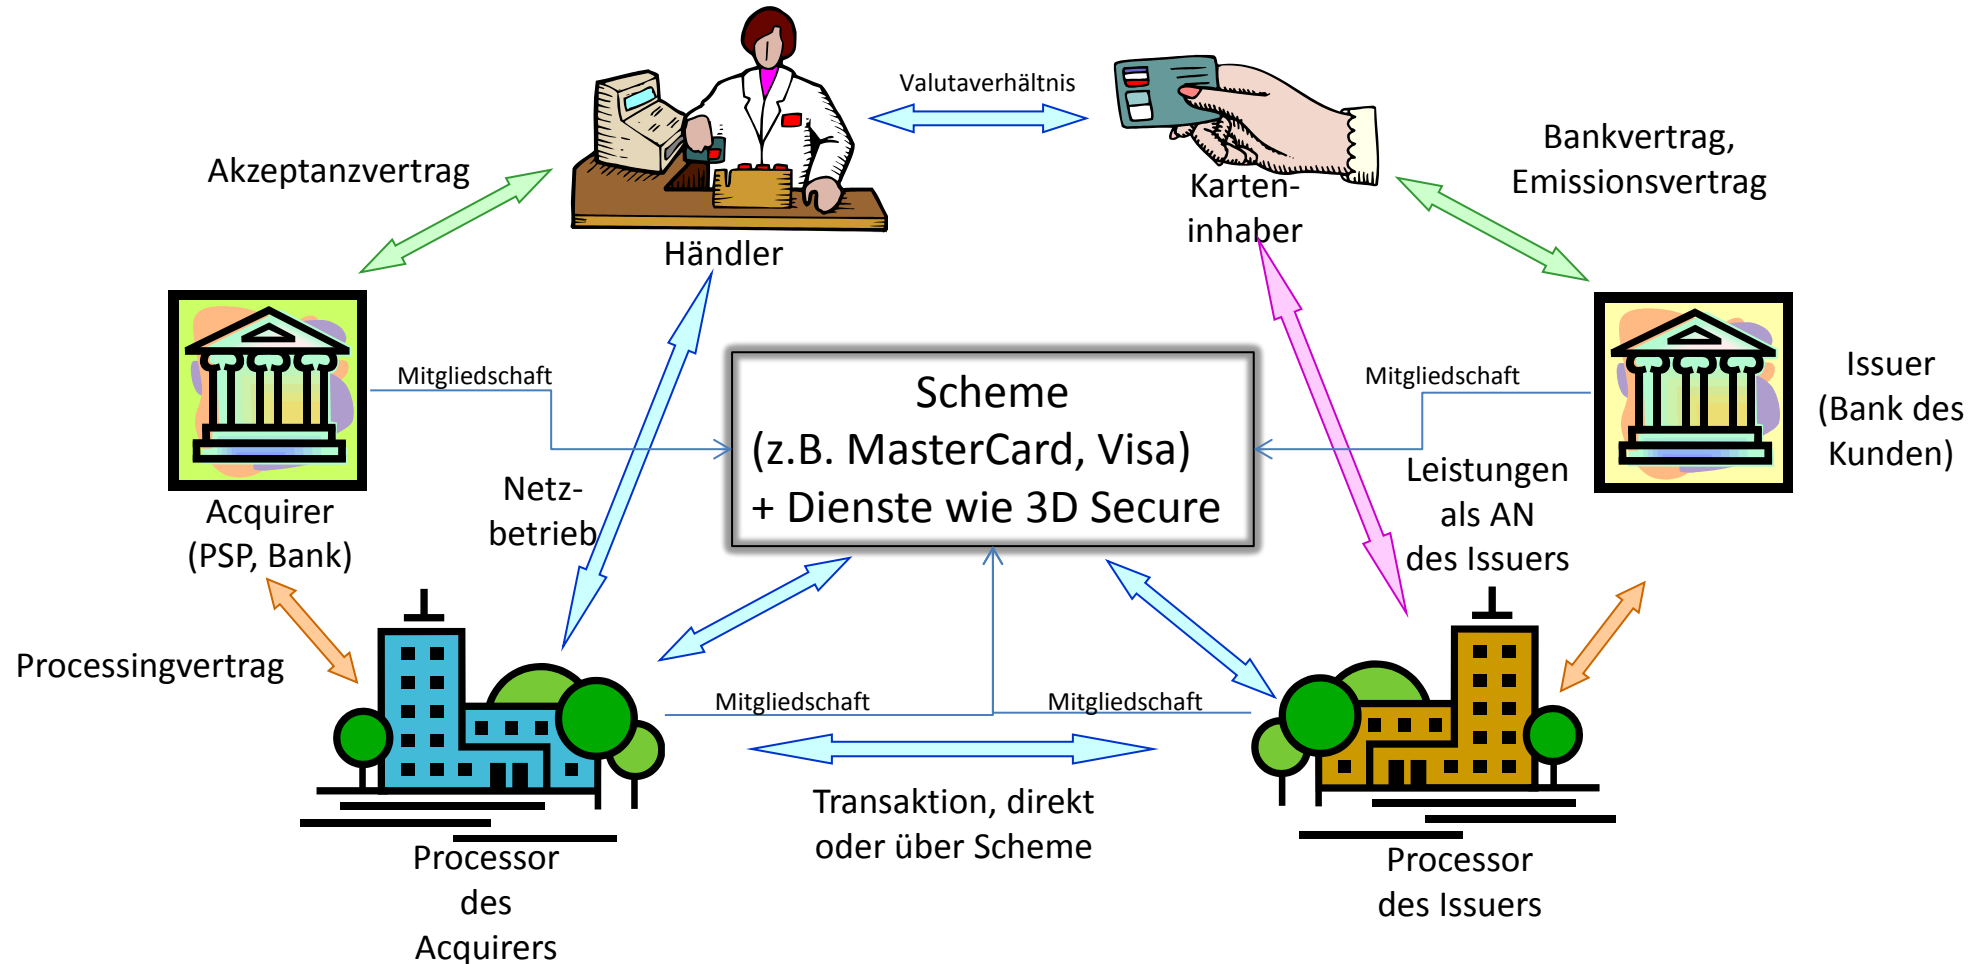 Valutaverhältnis
Akzeptanzvertrag
Bankvertrag,
Emissionsvertrag
Händler
Karten-
inhaber
Mitgliedschaft
Scheme
(z.B. MasterCard, Visa)
+ Dienste wie 3D Secure
Mitgliedschaft
Issuer
(Bank des
Kunden)
Acquirer
(PSP, Bank)
Netz-
betrieb
Leistungen
als AN
des Issuers
Processingvertrag
Mitgliedschaft
Mitgliedschaft
Transaktion, direkt
oder über Scheme
Processor
des
Acquirers
Processor
des Issuers